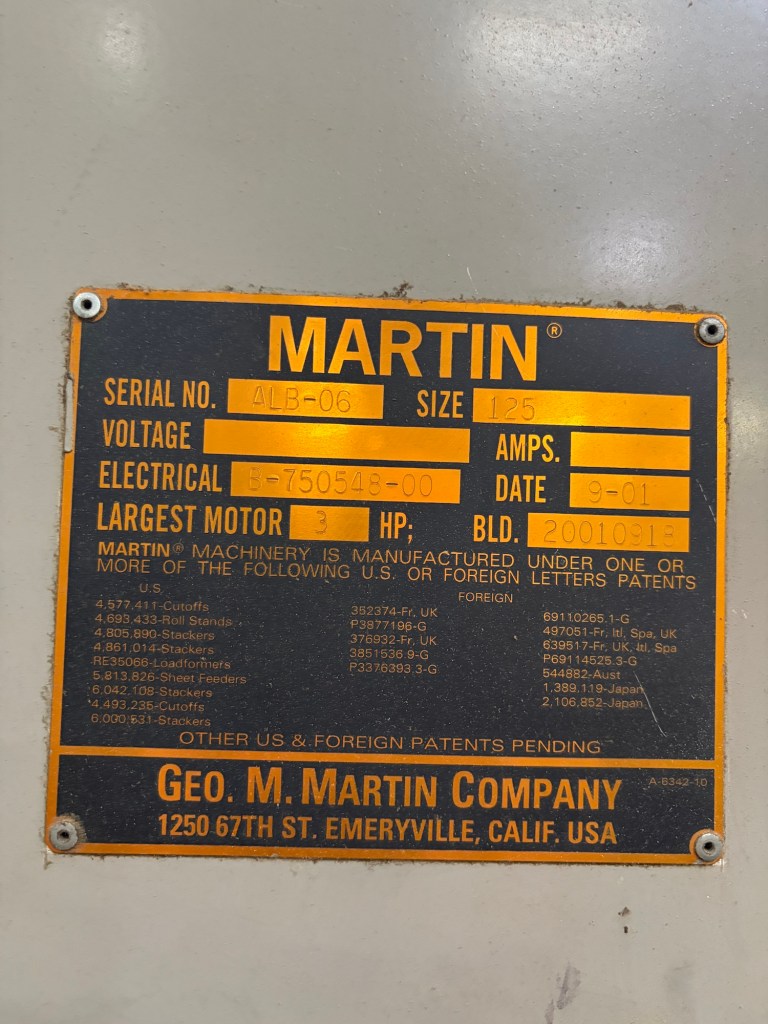 MARTIN®
SERIAL NO. ALB-06 SIZE 125
VOLTAGE AMPS.
ELECTRICAL B-750548-00 DATE 9-01
LARGEST MOTOR 3 HP; BLD. 20010918
MARTIN® MACHINERY IS MANUFACTURED UNDER ONE OR
MORE OF THE FOLLOWING U.S. OR FOREIGN LETTERS PATENTS
U.S. FOREIGN
4,577,411-Cutoffs 352374-Fr, UK 69110265.1-G
4,693,433-Roll Stands P3877196-G 497051-Fr, Itl, Spa, UK
4,805,890-Stackers 376932-Fr, UK 639517-Fr, UK, Itl, Spa
4,861,014-Stackers 3851536.9-G P69114525.3-G
RE35066-Loadformers P3376393.3-G 544882-Aust
5,813,826-Sheet Feeders 1,389,119-Japan
6,042,108-Stackers 2,106,852-Japan
4,493,235-Cutoffs
6,000,531-Stackers
OTHER US & FOREIGN PATENTS PENDING
GEO. M. MARTIN COMPANY A-6342-10
1250 67TH ST. EMERYVILLE, CALIF. USA